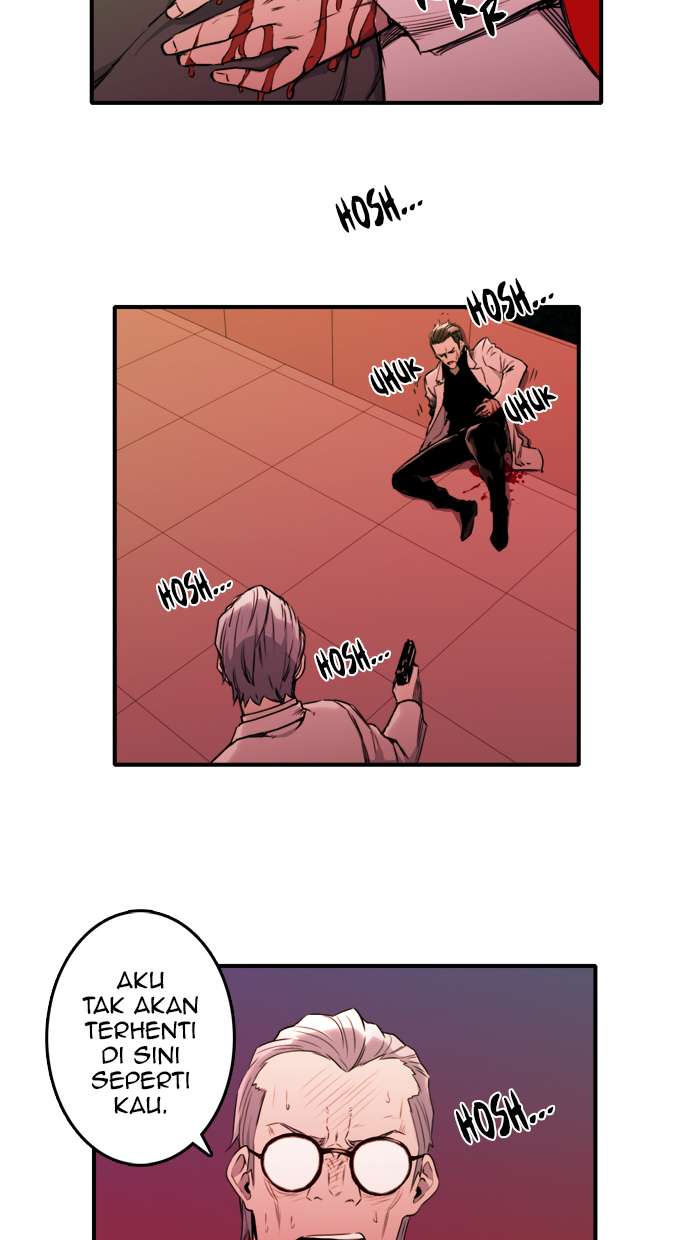 HOSH...
HOSH...
UHUK
UHUK
HOSH...
HOSH...
AKU
TAK AKAN
TERHENTI
DI SINI
SEPERTI
KAU.
HOSH...